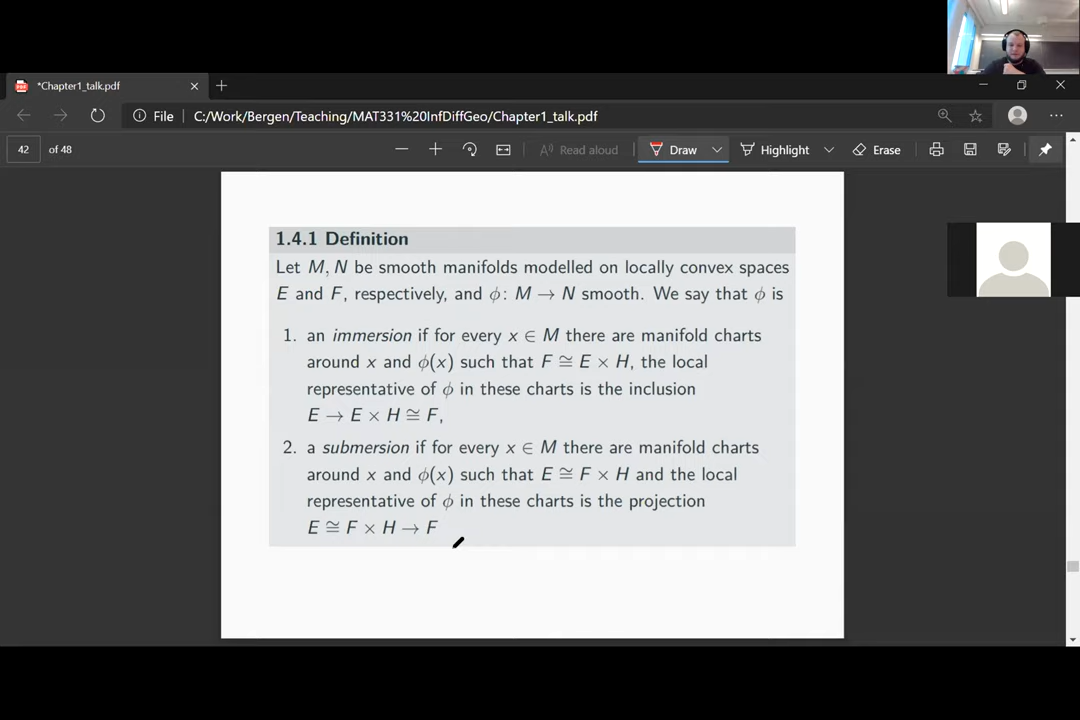 *Chapter1_talk.pdf
File C:/Work/Bergen/Teaching/MAT331%20InfDiffGeo/Chapter1_talk.pdf
42 of 48 Read aloud Draw Highlight Erase
1.4.1 Definition
Let M, N be smooth manifolds modelled on locally convex spaces
E and F, respectively, and ϕ: M → N smooth. We say that ϕ is
1. an immersion if for every x ∈ M there are manifold charts
around x and ϕ(x) such that F ≅ E × H, the local
representative of ϕ in these charts is the inclusion
E → E × H ≅ F,
2. a submersion if for every x ∈ M there are manifold charts
around x and ϕ(x) such that E ≅ F × H and the local
representative of ϕ in these charts is the projection
E ≅ F × H → F